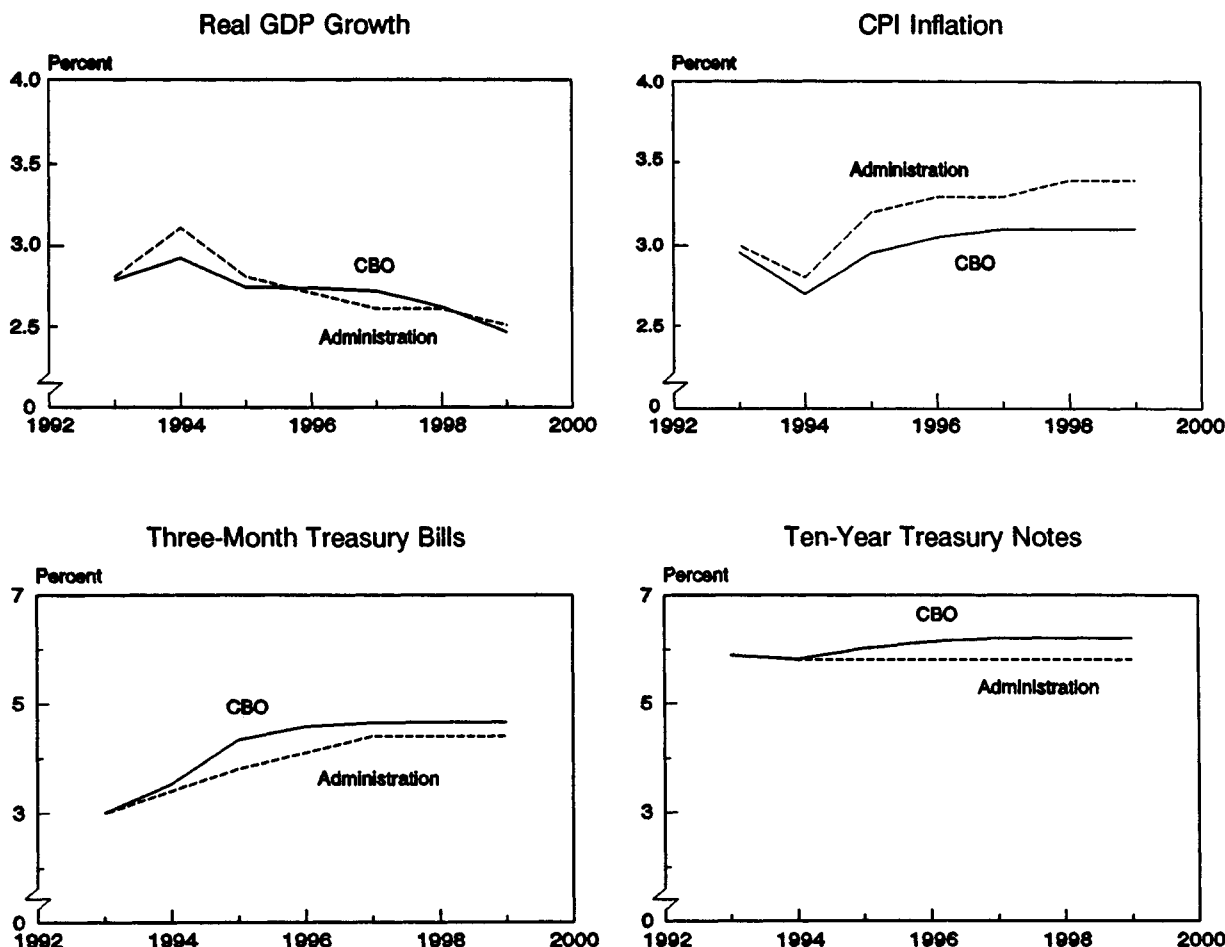 Real GDP Growth
Percent
4.0
3.5
3.0
2.5
0
CBO
Administration
1992
1994
1996
1998
2000
CPI Inflation
Percent
4.0
3.5
3.0
2.5
0
Administration
CBO
1992
1994
1996
1998
2000
Three-Month Treasury Bills
Percent
7
5
3
0
CBO
Administration
1992
1994
1996
1998
2000
Ten-Year Treasury Notes
Percent
7
5
3
0
CBO
Administration
1992
1994
1996
1998
2000